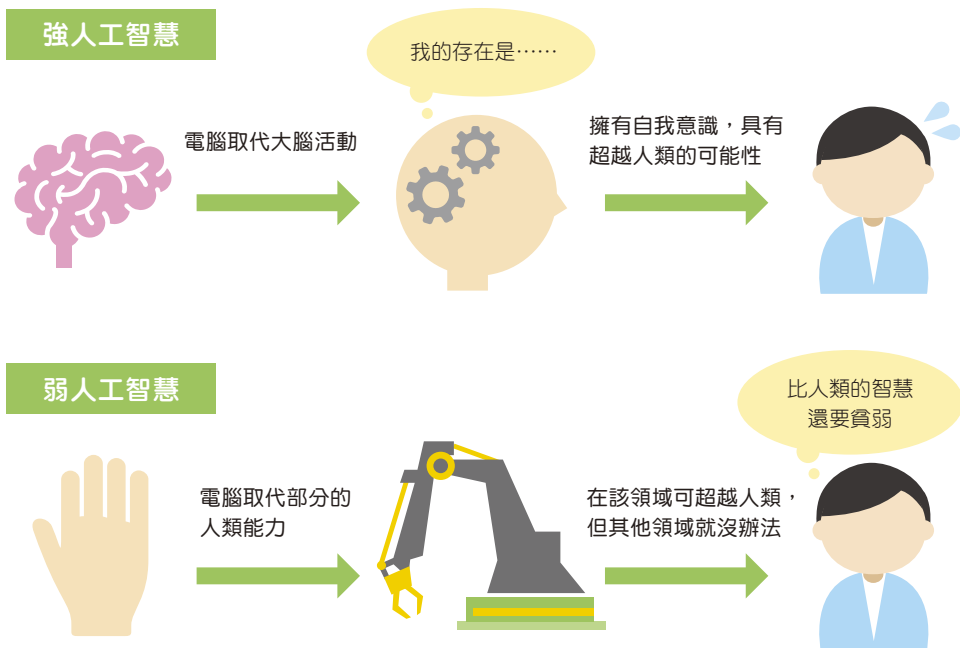 強人工智慧
我的存在是……
電腦取代大腦活動
擁有自我意識，具有
超越人類的可能性
弱人工智慧
比人類的智慧
還要貧弱
電腦取代部分的
人類能力
在該領域可超越人類，
但其他領域就沒辦法